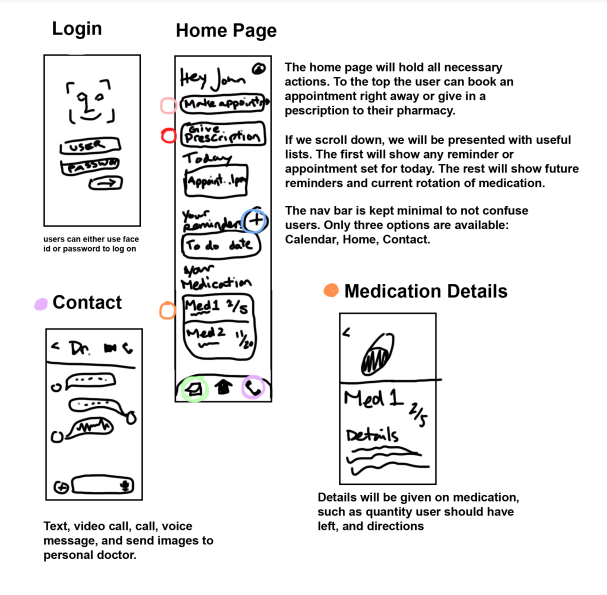 Login
USER
PASSWOR
users can either use face
id or password to log on
Home Page
Hey John
Make appointm
Give
Prescription
Today
Appoint..1pm
Your
Reminder +
To do date
Your
Medication
Med1 2/5
Med2 11/20
The home page will hold all necessary
actions. To the top the user can book an
appointment right away or give in a
pescription to their pharmacy.
If we scroll down, we will be presented with useful
lists. The first will show any reminder or
appointment set for today. The rest will show future
reminders and current rotation of medication.
The nav bar is kept minimal to not confuse
users. Only three options are available:
Calendar, Home, Contact.
Contact
< Dr.
Text, video call, call, voice
message, and send images to
personal doctor.
Medication Details
<
Med 1 2/5
Details
Details will be given on medication,
such as quantity user should have
left, and directions